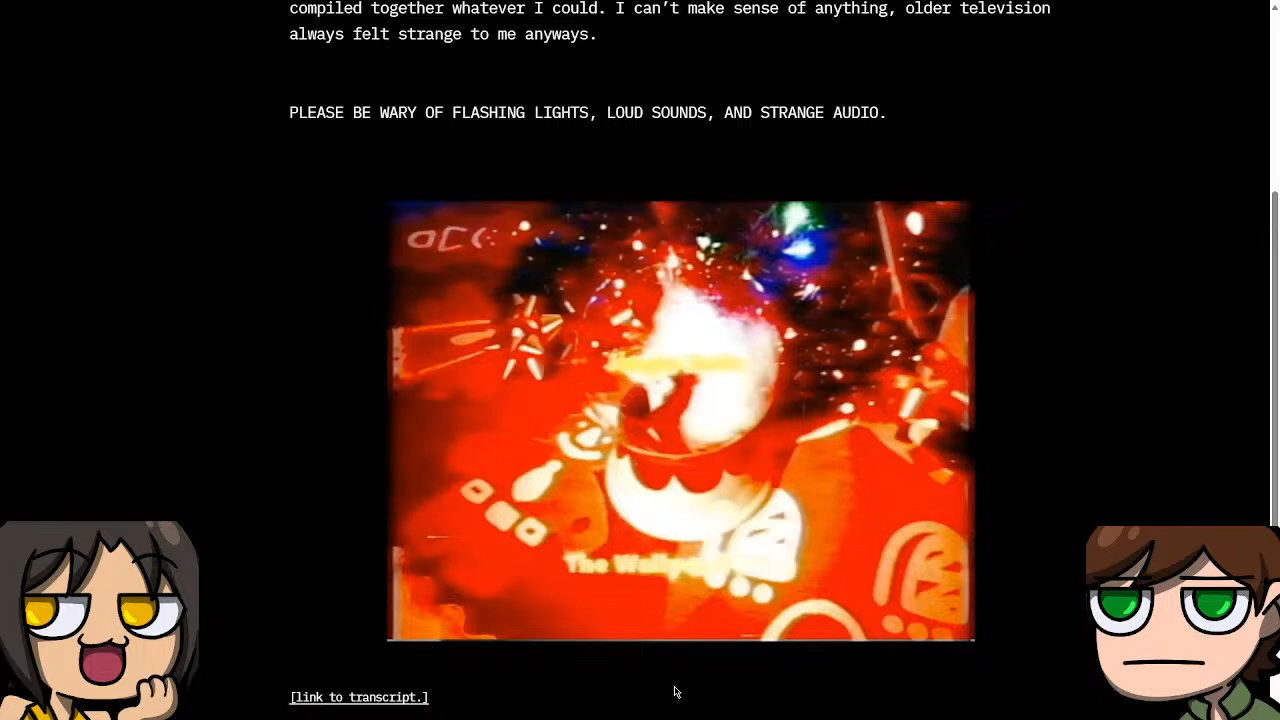 compiled together whatever I could. I can’t make sense of anything, older television
always felt strange to me anyways.
PLEASE BE WARY OF FLASHING LIGHTS, LOUD SOUNDS, AND STRANGE AUDIO.
The
[link to transcript.]